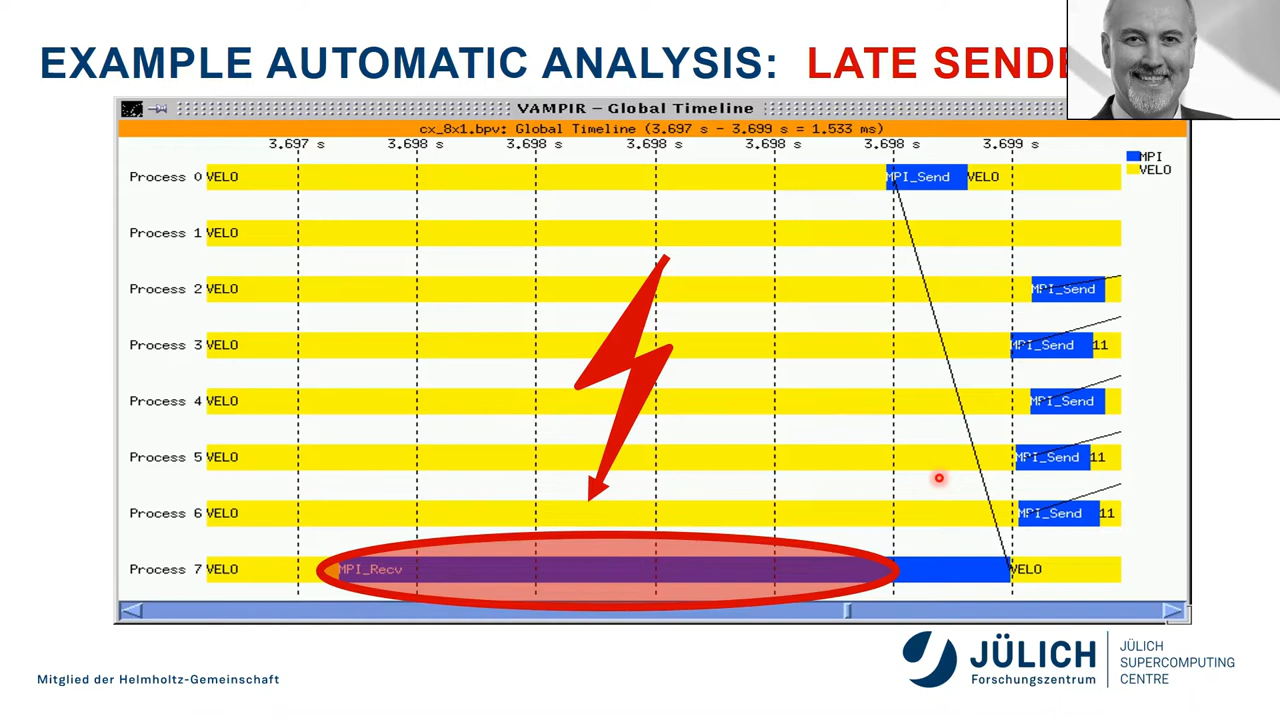 EXAMPLE AUTOMATIC ANALYSIS: LATE SENDE
VAMPIR – Global Timeline
cx_8x1.bpv: Global Timeline (3.697 s - 3.699 s = 1.533 ms)
3.697 s 3.698 s 3.698 s 3.698 s 3.698 s 3.698 s 3.699 s
MPI
VELO
Process 0 VELO MPI_Send VELO
Process 1 VELO
Process 2 VELO MPI_Send
Process 3 VELO MPI_Send 11
Process 4 VELO MPI_Send
Process 5 VELO MPI_Send 11
Process 6 VELO MPI_Send 11
Process 7 VELO MPI_Recv VELO
Mitglied der Helmholtz-Gemeinschaft
JÜLICH
Forschungszentrum
JÜLICH
SUPERCOMPUTING
CENTRE